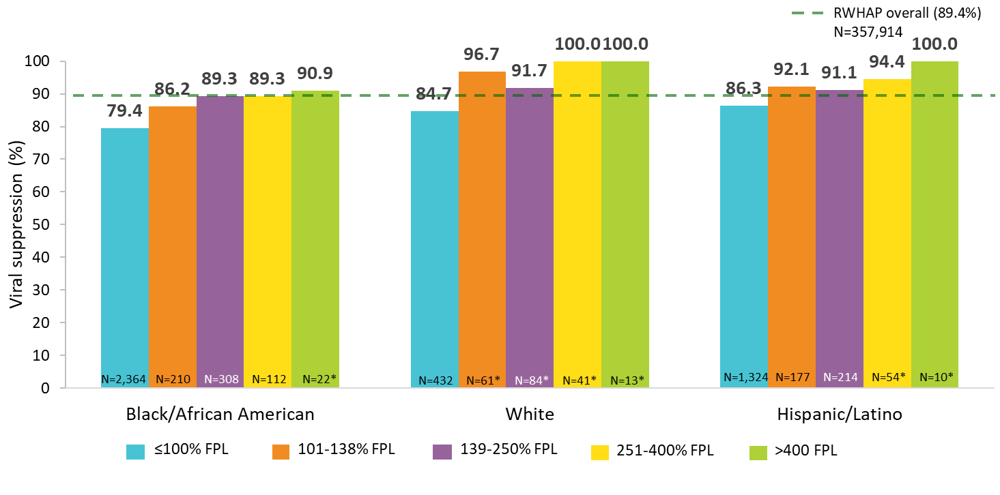 RWHAP overall (89.4%)
N=357,914
Viral suppression (%)
100
90
80
70
60
50
40
30
20
10
0
79.4
86.2
89.3
89.3
90.9
84.7
96.7
91.7
100.0
100.0
86.3
92.1
91.1
94.4
100.0
N=2,364
N=210
N=308
N=112
N=22*
N=432
N=61*
N=84*
N=41*
N=13*
N=1,324
N=177
N=214
N=54*
N=10*
Black/African American
White
Hispanic/Latino
≤100% FPL
101-138% FPL
139-250% FPL
251-400% FPL
>400 FPL